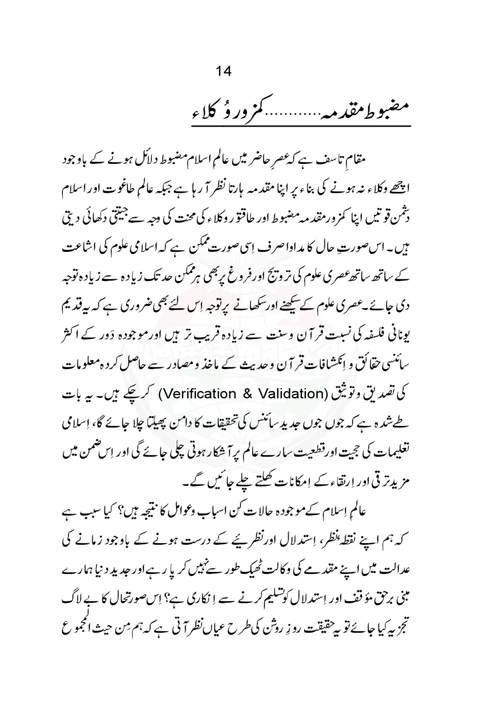 14
مضبوط مقدمہ............کمزور وُکلاء
مقامِ تاسف ہے کہ عصرِ حاضر میں عالمِ اسلام مضبوط دلائل ہونے کے باوجود
اچھے وکلاء نہ ہونے کی بناء پر اپنا مقدمہ ہارتا نظر آ رہا ہے جبکہ عالمِ طاغوت اور اسلام
دشمن قوتیں اپنا کمزور مقدمہ مضبوط اور طاقتور وکلاء کی محنت کی وجہ سے جیتتی دکھائی دیتی
ہیں۔ اس صورتِ حال کا مداوا صرف اِسی صورت ممکن ہے کہ اسلامی علوم کی اشاعت
کے ساتھ ساتھ عصری علوم کی ترویج اور فروغ پر بھی ہر ممکن حد تک زیادہ سے زیادہ توجہ
دی جائے۔ عصری علوم کے سیکھنے اور سکھانے پر توجہ اِس لئے بھی ضروری ہے کہ یہ قدیم
یونانی فلسفہ کی نسبت قرآن و سنت سے زیادہ قریب تر ہیں اور موجودہ دَور کے اکثر
سائنسی حقائق و اِنکشافات قرآن و حدیث کے ماخذ و مصادر سے حاصل کردہ معلومات
کی تصدیق و توثیق (Verification & Validation) کر چکے ہیں۔ یہ بات
طے شدہ ہے کہ جوں جوں جدید سائنس کی تحقیقات کا دامن پھیلتا چلا جائے گا، اِسلامی
تعلیمات کی حجیت اور قطعیت سارے عالم پر آشکار ہوتی چلی جائے گی اور اِس ضمن میں
مزید ترقی اور اِرتقاء کے اِمکانات کھلتے چلے جائیں گے۔
عالمِ اِسلام کے موجودہ حالات کن اسباب و عوامل کا نتیجہ ہیں؟ کیا سبب ہے
کہ ہم اپنے نقطۂ نظر، اِستدلال اور نظریئے کے درست ہونے کے باوجود زمانے کی
عدالت میں اپنے مقدمے کی وکالت ٹھیک طور سے نہیں کر پا رہے اور جدید دنیا ہمارے
مبنی برحق مؤقف اور اِستدلال کو تسلیم کرنے سے اِنکاری ہے؟ اِس صورتحال کا بے لاگ
تجزیہ کیا جائے تو یہ حقیقت روزِ روشن کی طرح عیاں نظر آتی ہے کہ ہم مِن حیث المجموع